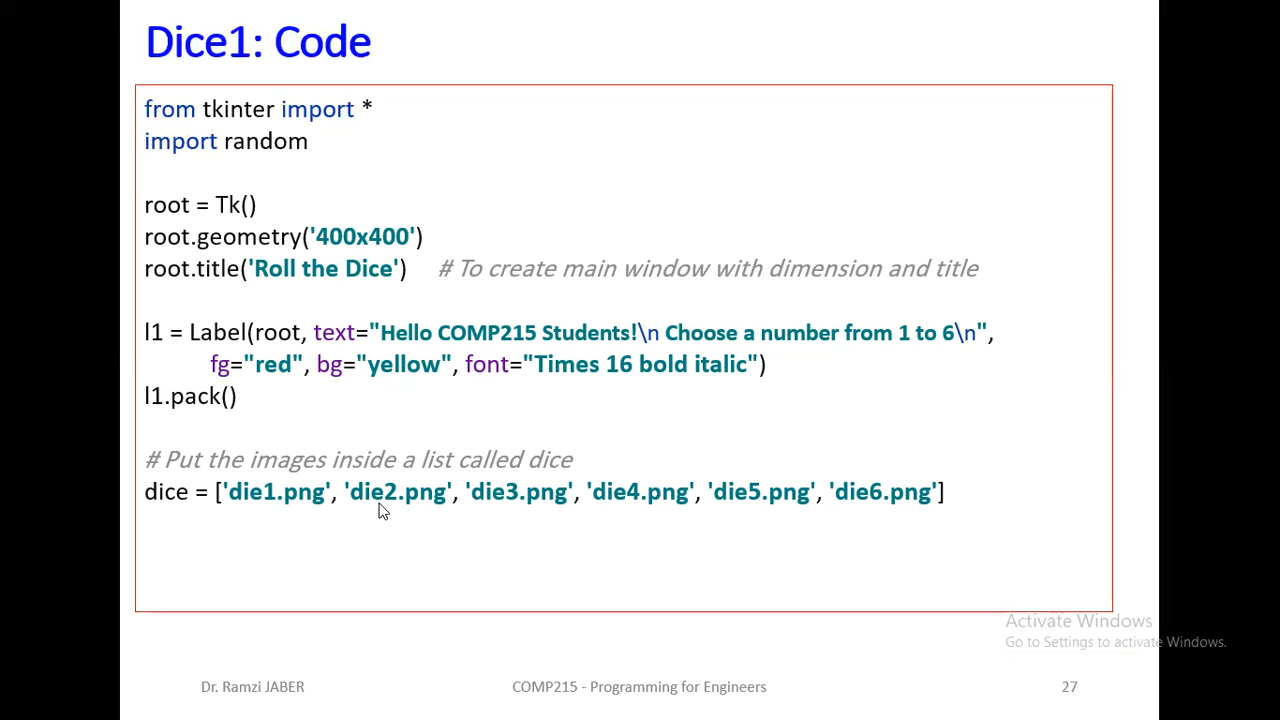 Dice1: Code
from tkinter import *
import random
root = Tk()
root.geometry('400x400')
root.title('Roll the Dice') # To create main window with dimension and title
l1 = Label(root, text="Hello COMP215 Students!\n Choose a number from 1 to 6\n",
fg="red", bg="yellow", font="Times 16 bold italic")
l1.pack()
# Put the images inside a list called dice
dice = ['die1.png', 'die2.png', 'die3.png', 'die4.png', 'die5.png', 'die6.png']
Activate Windows
Go to Settings to activate Windows.
Dr. Ramzi JABER COMP215 - Programming for Engineers 27